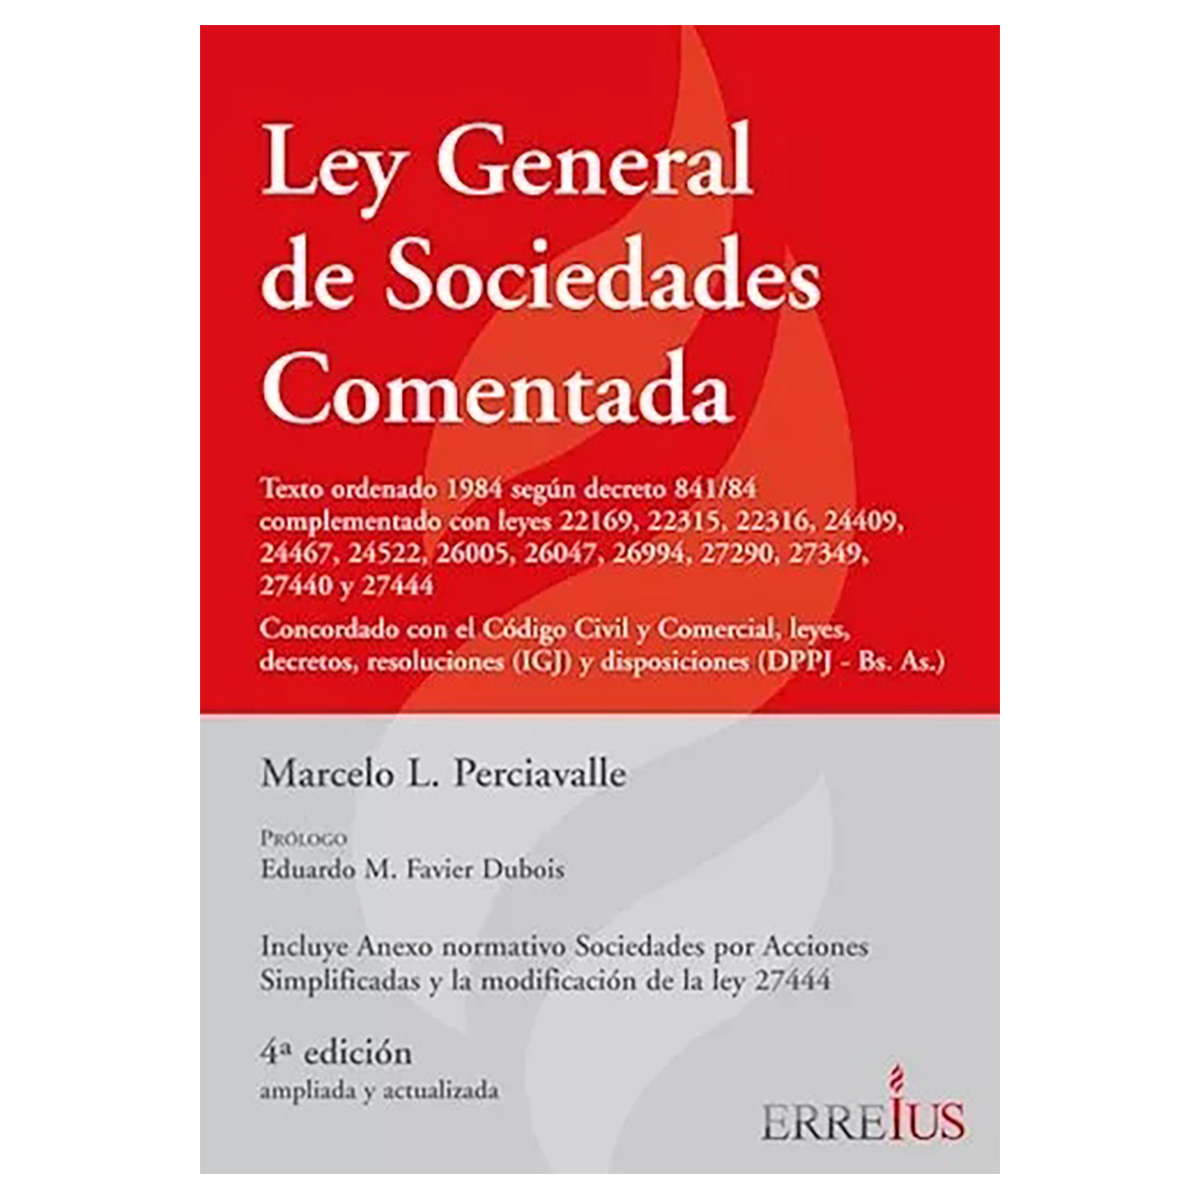 Ley General
de Sociedades
Comentada
Texto ordenado 1984 según decreto 841/84
complementado con leyes 22169, 22315, 22316, 24409,
24467, 24522, 26005, 26047, 26994, 27290, 27349,
27440 y 27444
Concordado con el Código Civil y Comercial, leyes,
decretos, resoluciones (IGJ) y disposiciones (DPPJ - Bs. As.)
Marcelo L. Perciavalle
PRÓLOGO
Eduardo M. Favier Dubois
Incluye Anexo normativo Sociedades por Acciones
Simplificadas y la modificación de la ley 27444
4ª edición
ampliada y actualizada
ERREIUS